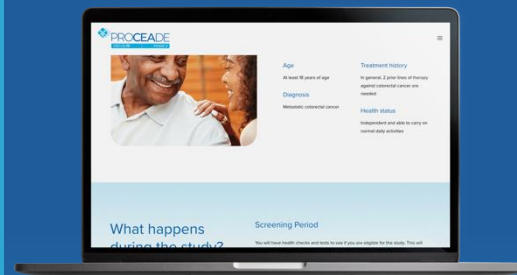 PROCEADE
Age
At least 18 years of age
Diagnosis
Metastatic colorectal cancer
Treatment history
In general, 2 prior lines of therapy
against colorectal cancer are
needed
Health status
Independent and able to carry on
normal daily activities
What happens
during the study?
Screening Period
You will have health checks and tests to see if you are eligible for the study. This will